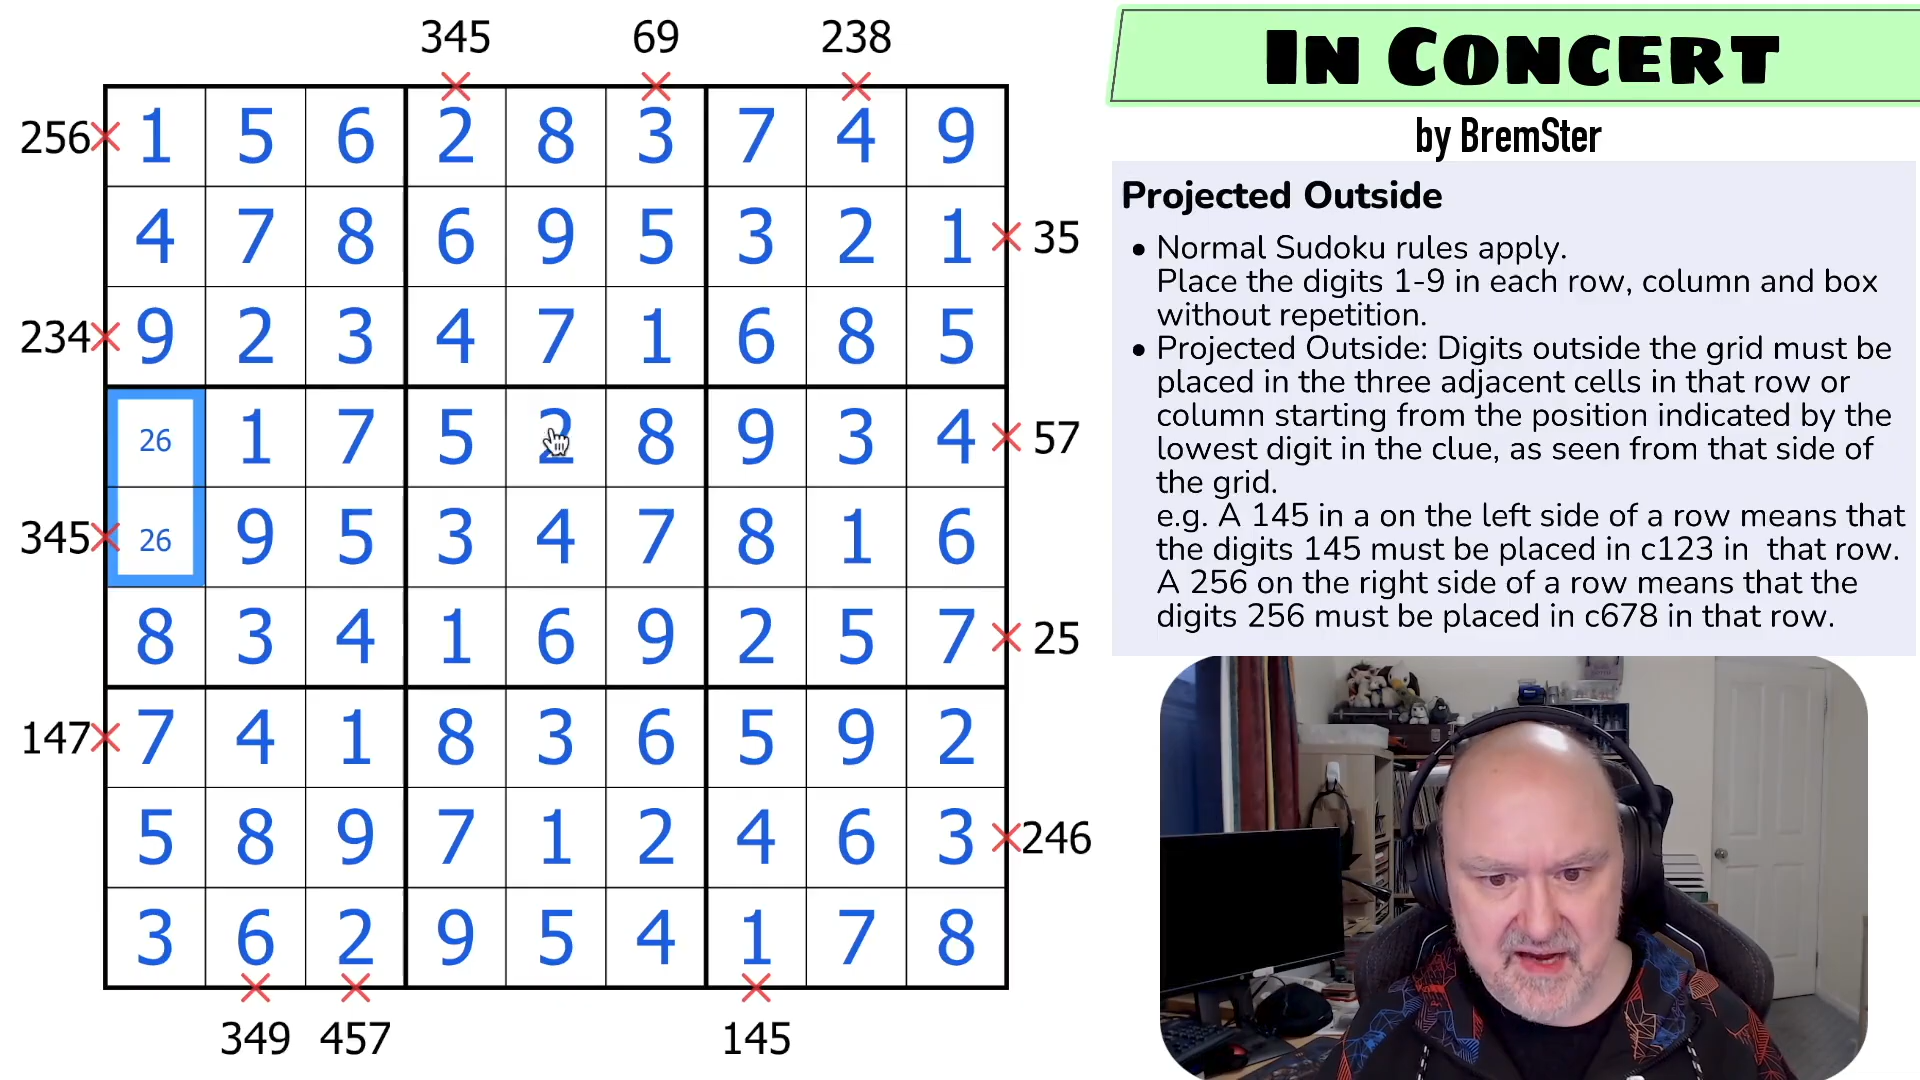 345 69 238
256 1 5 6 2 8 3 7 4 9
4 7 8 6 9 5 3 2 1 35
234 9 2 3 4 7 1 6 8 5
26 1 7 5 2 8 9 3 4 57
345 26 9 5 3 4 7 8 1 6
8 3 4 1 6 9 2 5 7 25
147 7 4 1 8 3 6 5 9 2
5 8 9 7 1 2 4 6 3 246
3 6 2 9 5 4 1 7 8
349 457 145
In Concert
by BremSter
Projected Outside
• Normal Sudoku rules apply.
Place the digits 1-9 in each row, column and box
without repetition.
• Projected Outside: Digits outside the grid must be
placed in the three adjacent cells in that row or
column starting from the position indicated by the
lowest digit in the clue, as seen from that side of
the grid.
e.g. A 145 in a on the left side of a row means that
the digits 145 must be placed in c123 in that row.
A 256 on the right side of a row means that the
digits 256 must be placed in c678 in that row.